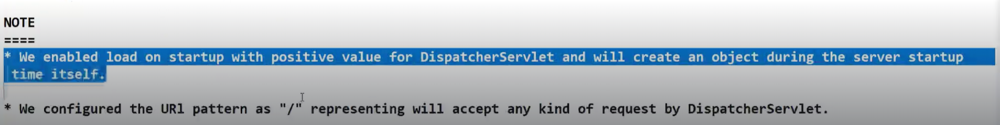 NOTE
====
* We enabled load on startup with positive value for DispatcherServlet and will create an object during the server startup
time itself.
* We configured the URl pattern as "/" representing will accept any kind of request by DispatcherServlet.